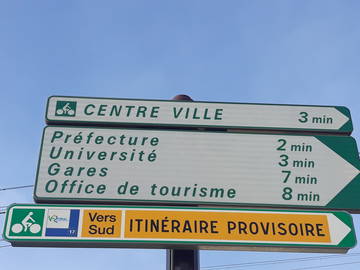 CENTRE VILLE 3 min
Préfecture 2 min
Université 3 min
Gares 7 min
Office de tourisme 8 min
17 Vers Sud ITINÉRAIRE PROVISOIRE